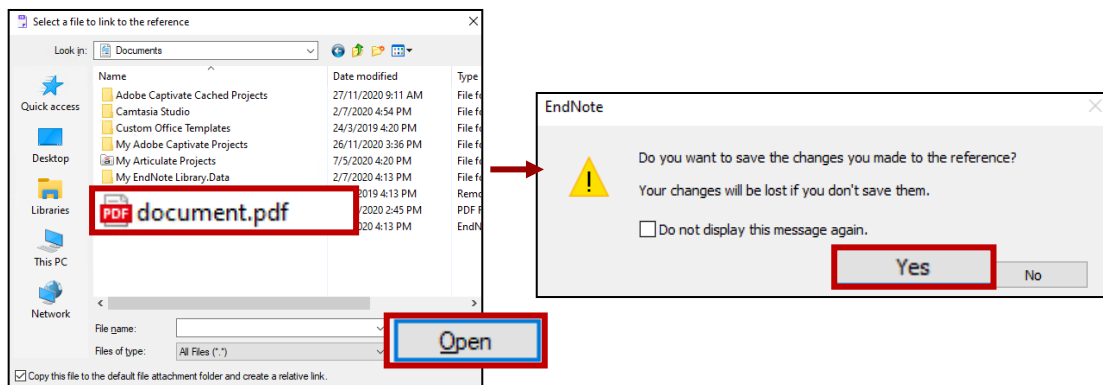 Select a file to link to the reference
Look in: Documents
Name Date modified Type
Adobe Captivate Cached Projects 27/11/2020 9:11 AM File f
Camtasia Studio 2/7/2020 4:54 PM File f
Custom Office Templates 24/3/2019 4:20 PM File f
My Adobe Captivate Projects 26/11/2020 3:36 PM File f
My Articulate Projects 7/5/2020 4:20 PM File f
My EndNote Library.Data 2/7/2020 4:13 PM File f
2019 4:13 PM Remo
PDF document.pdf /2020 2:45 PM PDF F
020 4:13 PM EndN
Quick access
Desktop
Libraries
This PC
Network
File name:
Open
Files of type: All Files (*.*)
Copy this file to the default file attachment folder and create a relative link.
EndNote
Do you want to save the changes you made to the reference?
Your changes will be lost if you don't save them.
Do not display this message again.
Yes
No